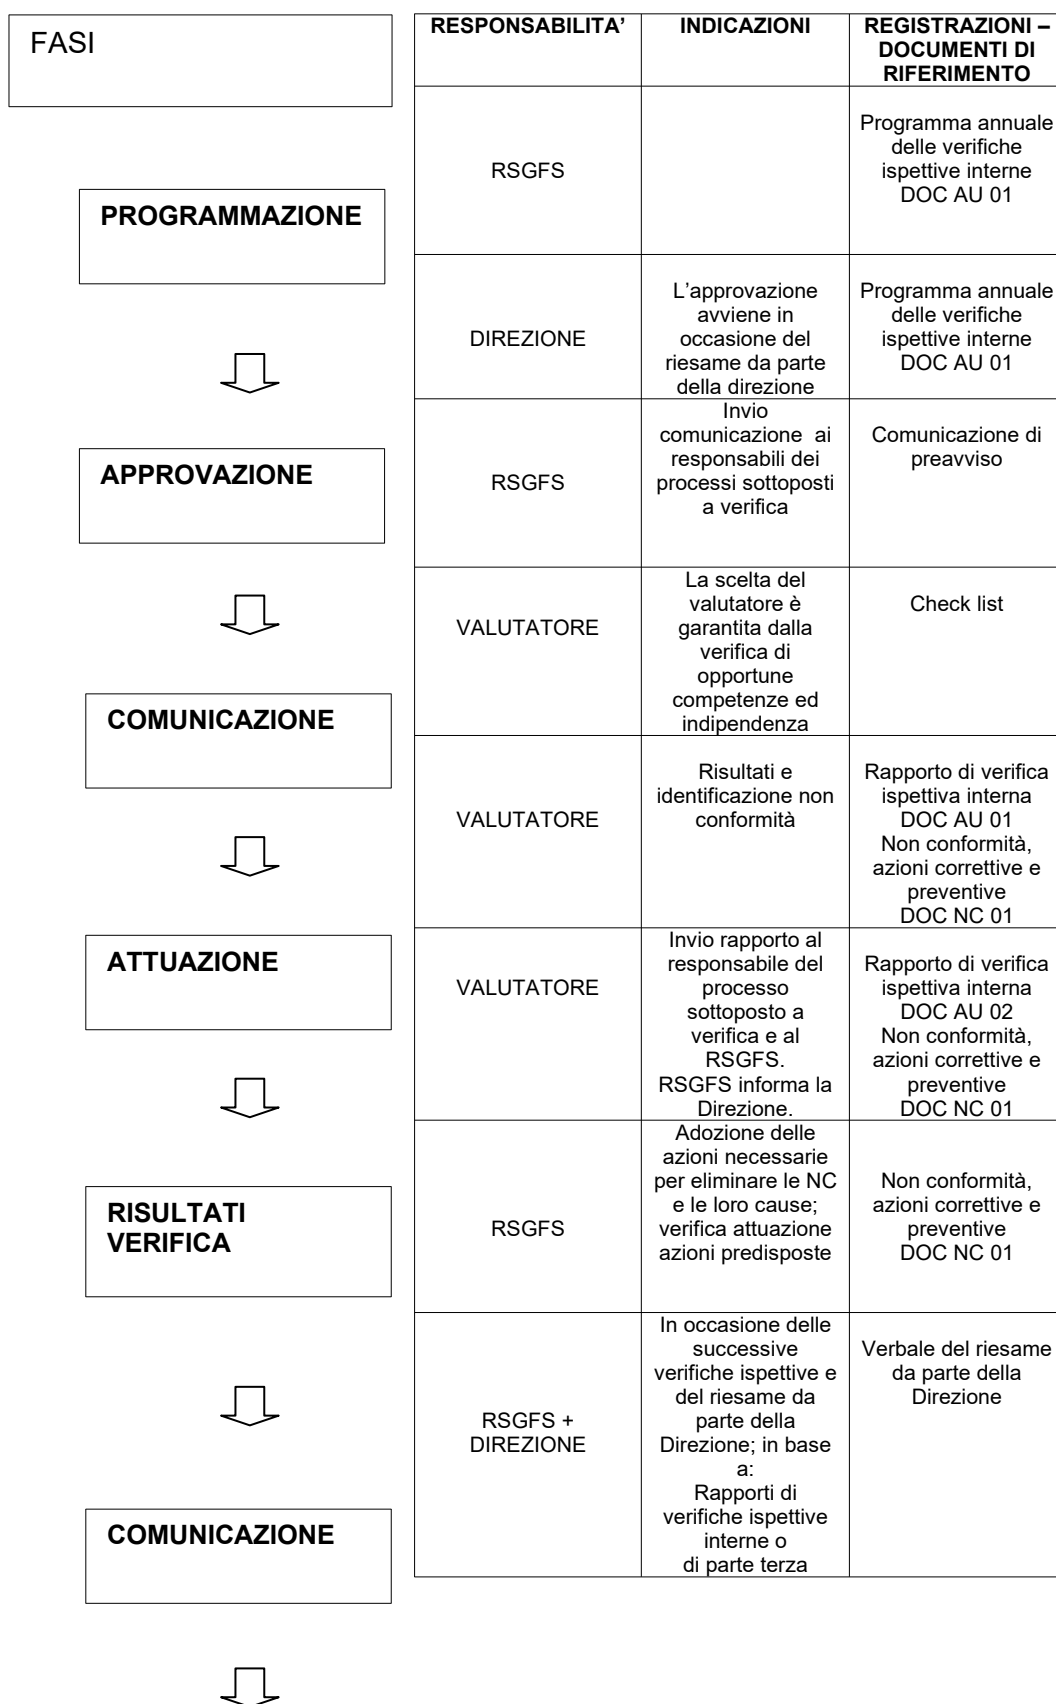 FASI
PROGRAMMAZIONE
APPROVAZIONE
COMUNICAZIONE
ATTUAZIONE
RISULTATI
VERIFICA
COMUNICAZIONE
RESPONSABILITA’
INDICAZIONI
REGISTRAZIONI –
DOCUMENTI DI
RIFERIMENTO
RSGFS
Programma annuale
delle verifiche
ispettive interne
DOC AU 01
DIREZIONE
L’approvazione
avviene in
occasione del
riesame da parte
della direzione
Programma annuale
delle verifiche
ispettive interne
DOC AU 01
RSGFS
Invio
comunicazione ai
responsabili dei
processi sottoposti
a verifica
Comunicazione di
preavviso
VALUTATORE
La scelta del
valutatore è
garantita dalla
verifica di
opportune
competenze ed
indipendenza
Check list
VALUTATORE
Risultati e
identificazione non
conformità
Rapporto di verifica
ispettiva interna
DOC AU 01
Non conformità,
azioni correttive e
preventive
DOC NC 01
VALUTATORE
Invio rapporto al
responsabile del
processo
sottoposto a
verifica e al
RSGFS.
RSGFS informa la
Direzione.
Rapporto di verifica
ispettiva interna
DOC AU 02
Non conformità,
azioni correttive e
preventive
DOC NC 01
RSGFS
Adozione delle
azioni necessarie
per eliminare le NC
e le loro cause;
verifica attuazione
azioni predisposte
Non conformità,
azioni correttive e
preventive
DOC NC 01
RSGFS +
DIREZIONE
In occasione delle
successive
verifiche ispettive e
del riesame da
parte della
Direzione; in base
a:
Rapporti di
verifiche ispettive
interne o
di parte terza
Verbale del riesame
da parte della
Direzione